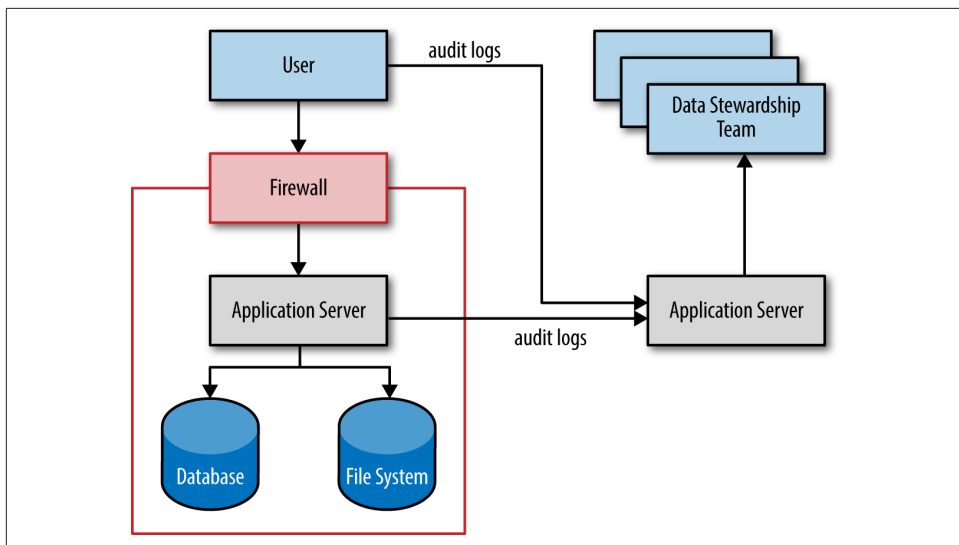 User
audit logs
Data Stewardship
Team
Firewall
Application Server
Application Server
audit logs
Database
File System